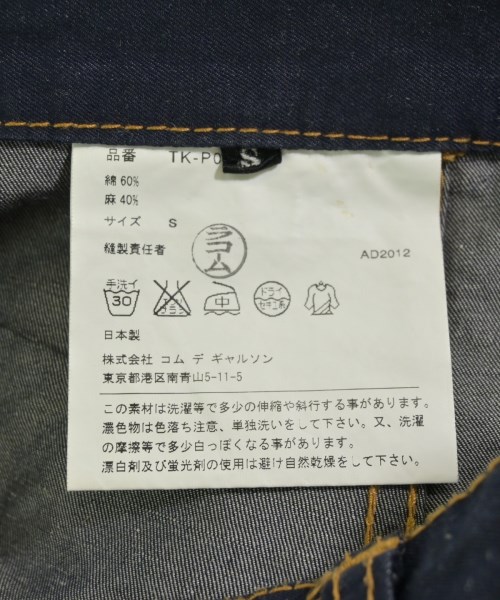 品番 TK-P0
S
綿 60%
麻 40%
サイズ S
縫製責任者
コム
AD2012
手洗イ
30
中
ドライ
セキユ系
日本製
株式会社 コム デ ギャルソン
東京都港区南青山5-11-5
この素材は洗濯等で多少の伸縮や斜行する事があります。
濃色物は色落ち注意、単独洗いをして下さい。又、洗濯
の摩擦等で多少白っぽくなる事があります。
漂白剤及び蛍光剤の使用は避け自然乾燥をして下さい。